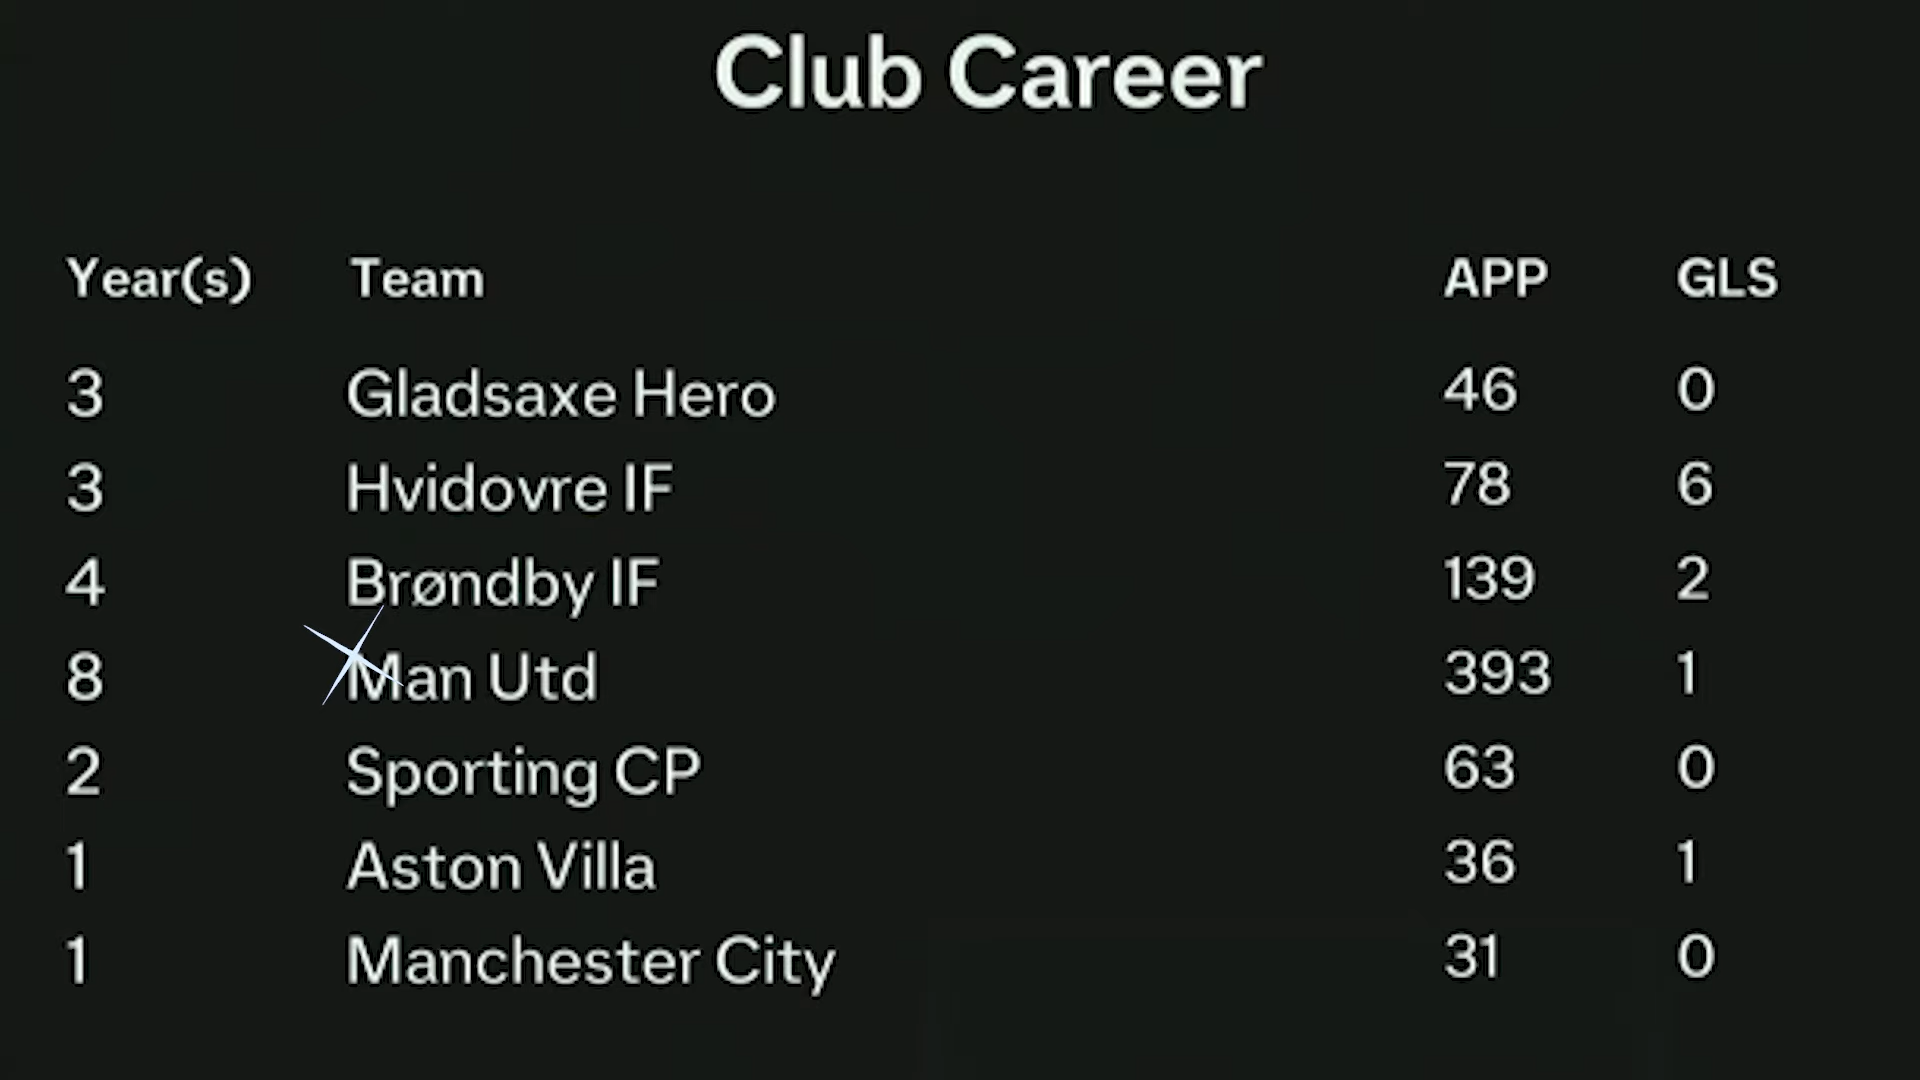 Club Career
Year(s) Team APP GLS
3 Gladsaxe Hero 46 0
3 Hvidovre IF 78 6
4 Brøndby IF 139 2
8 Man Utd 393 1
2 Sporting CP 63 0
1 Aston Villa 36 1
1 Manchester City 31 0